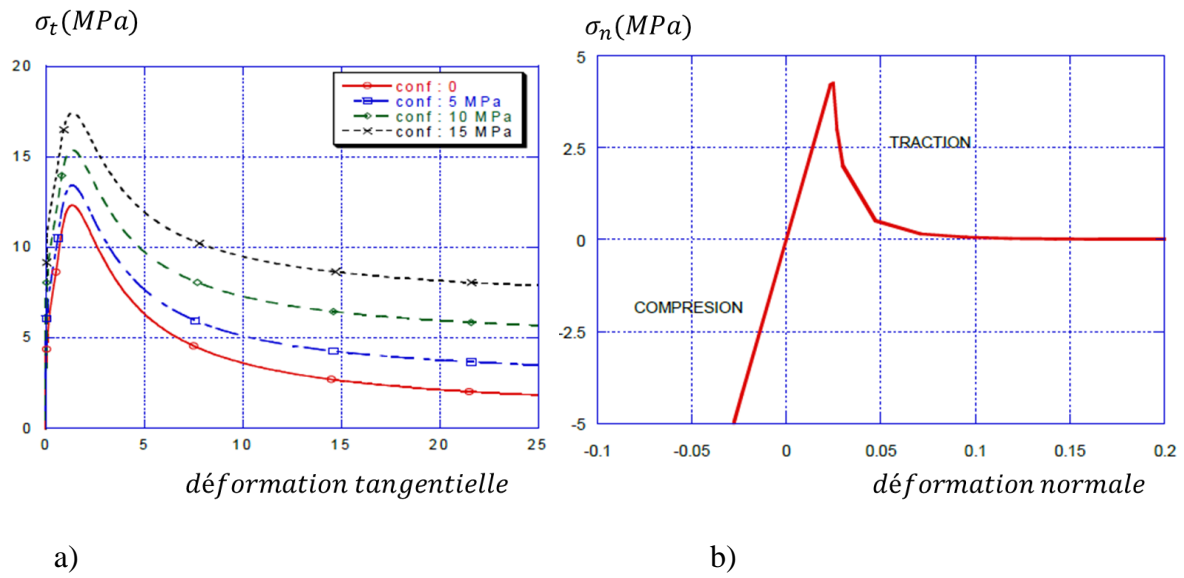 σₜ(MPa)
20
15
10
5
0
conf : 0
conf : 5 MPa
conf : 10 MPa
conf : 15 MPa
0 5 10 15 20 25
déformation tangentielle
a)
σₙ(MPa)
5
2.5
0
-2.5
-5
TRACTION
COMPRESION
-0.1 -0.05 0 0.05 0.1 0.15 0.2
déformation normale
b)